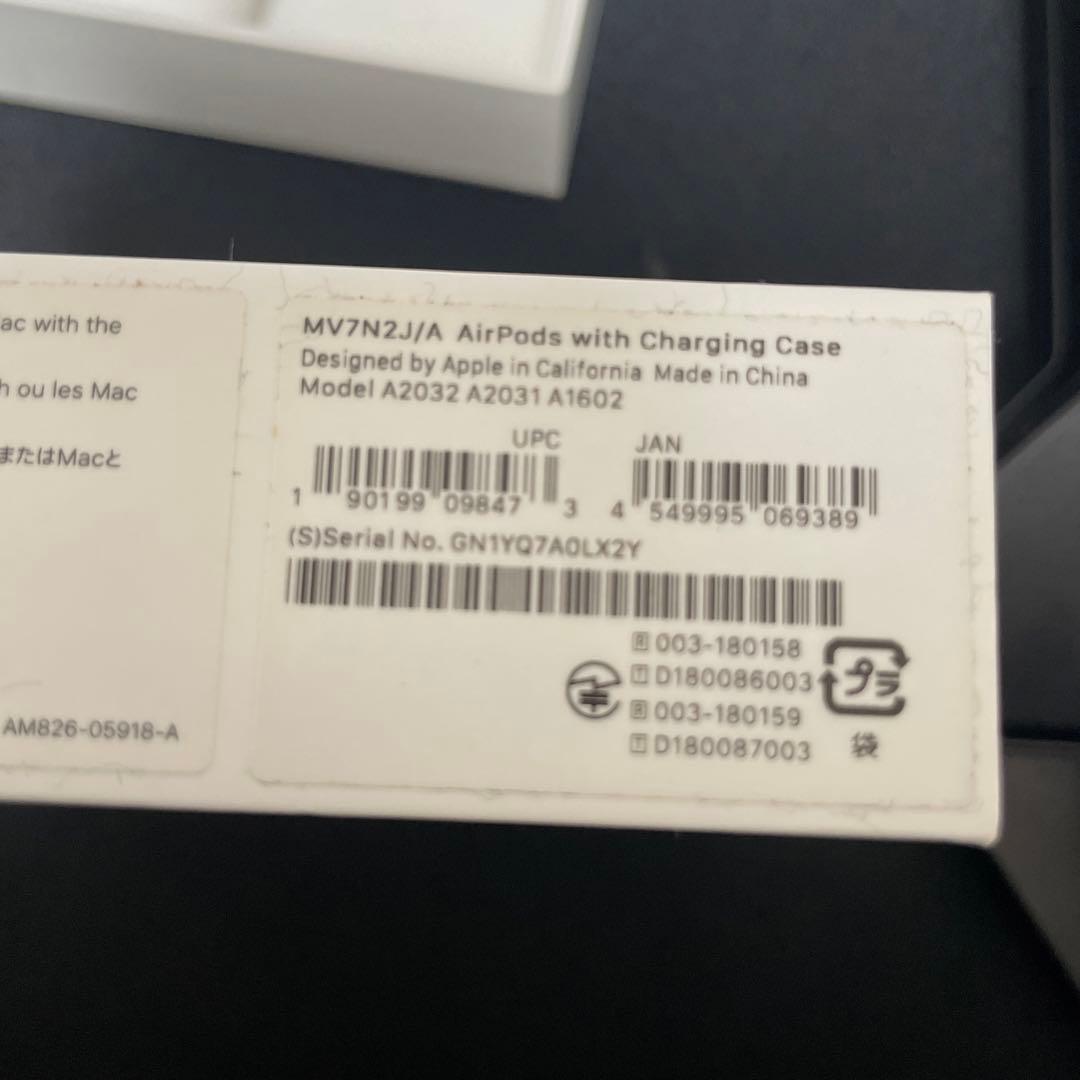 ac with the
h ou les Mac
またはMacと
AM826-05918-A
MV7N2J/A AirPods with Charging Case
Designed by Apple in California Made in China
Model A2032 A2031 A1602
UPC
1 90199 09847 3
JAN
4 549995 069389
(S)Serial No. GN1YQ7A0LX2Y
R 003-180158
T D180086003
R 003-180159
T D180087003
プラ
袋